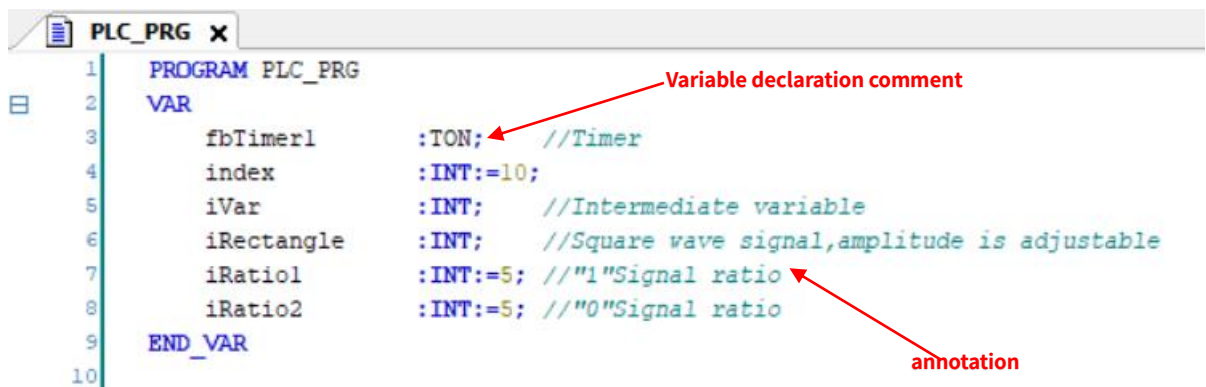 PLC_PRG X
1 PROGRAM PLC_PRG
Variable declaration comment
2 VAR
3 fbTimer1 :TON; //Timer
4 index :INT:=10;
5 iVar :INT; //Intermediate variable
6 iRectangle :INT; //Square wave signal,amplitude is adjustable
7 iRatio1 :INT:=5; //"1"Signal ratio
8 iRatio2 :INT:=5; //"0"Signal ratio
9 END_VAR
annotation
10